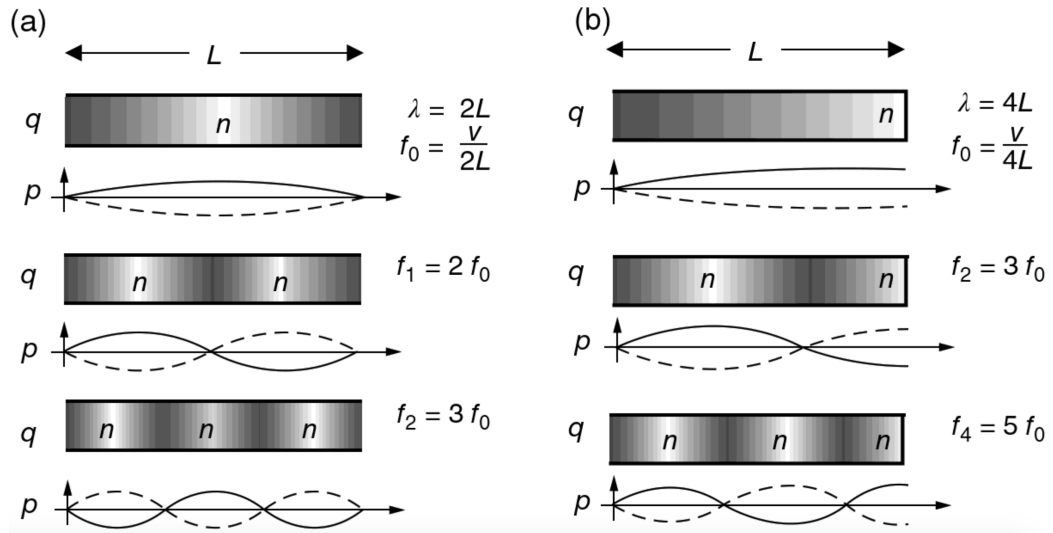 (a)
L
q
n
λ = 2L
f₀ = v/2L
p
q
n n
f₁ = 2 f₀
p
q
n n n
f₂ = 3 f₀
p
(b)
L
q
n
λ = 4L
f₀ = v/4L
p
q
n n
f₂ = 3 f₀
p
q
n n n
f₄ = 5 f₀
p